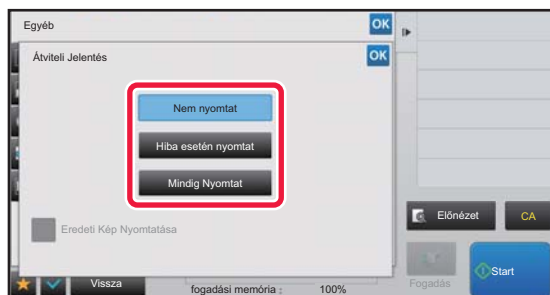 Egyéb
OK
Átviteli Jelentés
OK
Nem nyomtat
Hiba esetén nyomtat
Mindig Nyomtat
Eredeti Kép Nyomtatása
Előnézet
CA
Vissza
fogadási memória : 100%
Fogadás
Start